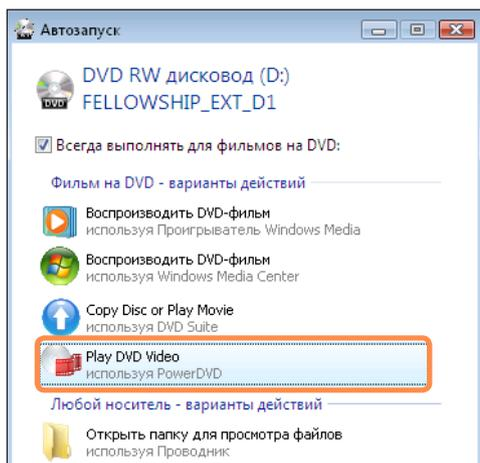 Автозапуск
DVD RW дисковод (D:)
FELLOWSHIP_EXT_D1
DVD
Всегда выполнять для фильмов на DVD:
Фильм на DVD - варианты действий
Воспроизводить DVD-фильм
используя Проигрыватель Windows Media
Воспроизводить DVD-фильм
используя Windows Media Center
Copy Disc or Play Movie
используя DVD Suite
Play DVD Video
используя PowerDVD
Любой носитель - варианты действий
Открыть папку для просмотра файлов
используя Проводник